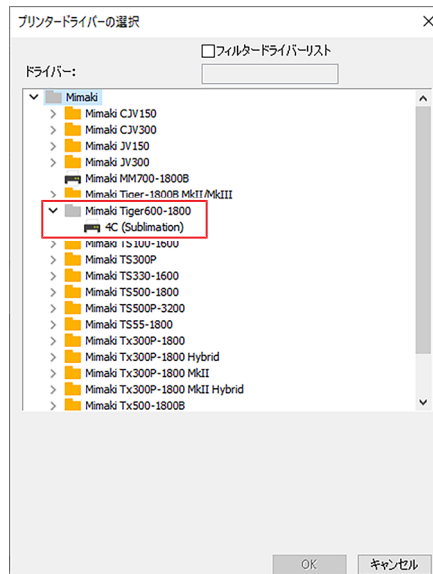 プリンタードライバーの選択
フィルタードライバーリスト
ドライバー:
Mimaki
Mimaki CJV150
Mimaki CJV300
Mimaki JV150
Mimaki JV300
Mimaki MM700-1800B
Mimaki Tiger-1800B MkII/MkIII
Mimaki Tiger600-1800
4C (Sublimation)
Mimaki TS100-1600
Mimaki TS300P
Mimaki TS330-1600
Mimaki TS500-1800
Mimaki TS500P-3200
Mimaki TS55-1800
Mimaki Tx300P-1800
Mimaki Tx300P-1800 Hybrid
Mimaki Tx300P-1800 MkII
Mimaki Tx300P-1800 MkII Hybrid
Mimaki Tx500-1800B
OK キャンセル